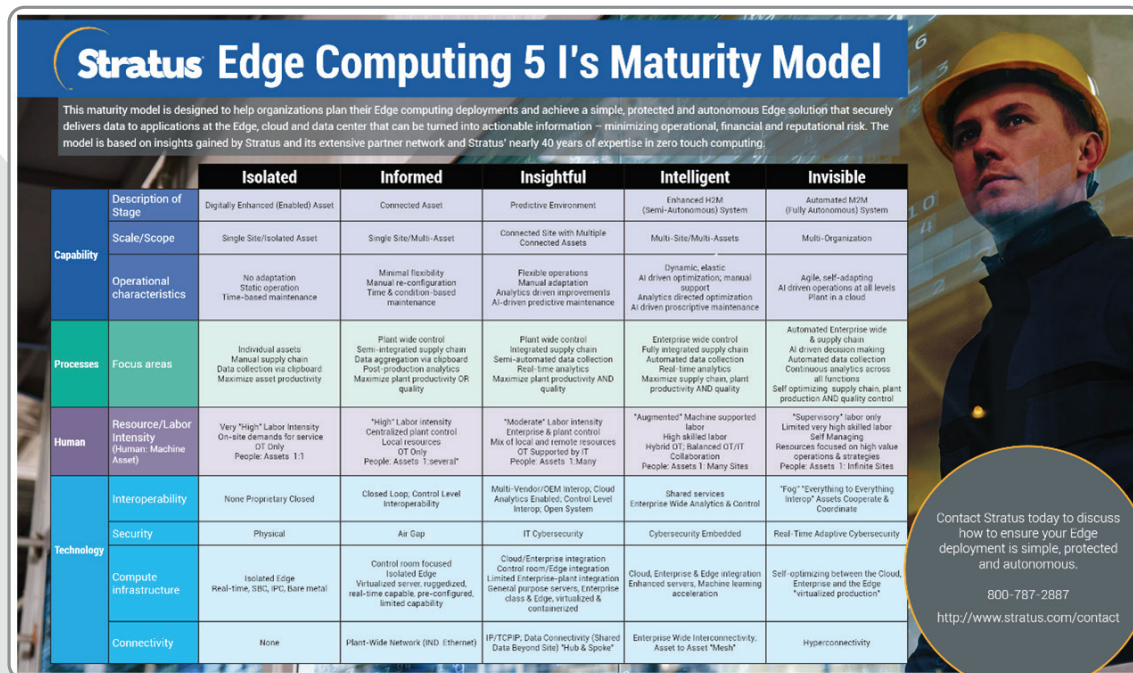 Stratus Edge Computing 5 I's Maturity Model
This maturity model is designed to help organizations plan their Edge computing deployments and achieve a simple, protected and autonomous Edge solution that securely
delivers data to applications at the Edge, cloud and data center that can be turned into actionable information – minimizing operational, financial and reputational risk. The
model is based on insights gained by Stratus and its extensive partner network and Stratus' nearly 40 years of expertise in zero touch computing.
Isolated
Informed
Insightful
Intelligent
Invisible
Capability
Description of
Stage
Digitally Enhanced (Enabled) Asset
Connected Asset
Predictive Environment
Enhanced H2M
(Semi-Autonomous) System
Automated M2M
(Fully Autonomous) System
Scale/Scope
Single Site/Isolated Asset
Single Site/Multi-Asset
Connected Site with Multiple
Connected Assets
Multi-Site/Multi-Assets
Multi-Organization
Operational
characteristics
No adaptation
Static operation
Time-based maintenance
Minimal flexibility
Manual re-configuration
Time & condition-based
maintenance
Flexible operations
Manual adaptation
Analytics driven improvements
AI-driven predictive maintenance
Dynamic, elastic
AI driven optimization; manual
support
Analytics directed optimization
AI driven proscriptive maintenance
Agile, self-adapting
AI driven operations at all levels
Plant in a cloud
Processes
Focus areas
Individual assets
Manual supply chain
Data collection via clipboard
Maximize asset productivity
Plant wide control
Semi-integrated supply chain
Data aggregation via clipboard
Post-production analytics
Maximize plant productivity OR
quality
Plant wide control
Integrated supply chain
Semi-automated data collection
Real-time analytics
Maximize plant productivity AND
quality
Enterprise wide control
Fully integrated supply chain
Automated data collection
Real-time analytics
Maximize supply chain, plant
productivity AND quality
Automated Enterprise wide
& supply chain
AI driven decision making
Automated data collection
Continuous analytics across
all functions
Self optimizing supply chain, plant
production AND quality control
Human
Resource/Labor
Intensity
(Human: Machine
Asset)
Very "High" Labor Intensity
On-site demands for service
OT Only
People: Assets 1:1
"High" Labor intensity
Centralized plant control
Local resources
OT Only
People: Assets 1:several"
"Moderate" Labor intensity
Enterprise & plant control
Mix of local and remote resources
OT Supported by IT
People: Assets 1:Many
"Augmented" Machine supported
labor
High skilled labor
Hybrid OT; Balanced OT/IT
Collaboration
People: Assets 1: Many Sites
"Supervisory" labor only
Limited very high skilled labor
Self Managing
Resources focused on high value
operations & strategies
People: Assets 1: Infinite Sites
Technology
Interoperability
None Proprietary Closed
Closed Loop; Control Level
Interoperability
Multi-Vendor/OEM Interop; Cloud
Analytics Enabled; Control Level
Interop; Open System
Shared services
Enterprise Wide Analytics & Control
"Fog" "Everything to Everything
Interop" Assets Cooperate &
Coordinate
Security
Physical
Air Gap
IT Cybersecurity
Cybersecurity Embedded
Real-Time Adaptive Cybersecurity
Compute
infrastructure
Isolated Edge
Real-time, SBC, IPC, Bare metal
Control room focused
Isolated Edge
Virtualized server, ruggedized,
real-time capable, pre-configured,
limited capability
Cloud/Enterprise integration
Control room/Edge integration
Limited Enterprise-plant integration
General purpose servers, Enterprise
class & Edge, virtualized &
containerized
Cloud, Enterprise & Edge integration
Enhanced servers, Machine learning
acceleration
Self-optimizing between the Cloud,
Enterprise and the Edge
"virtualized production"
Connectivity
None
Plant-Wide Network (IND. Ethernet)
IP/TCPIP; Data Connectivity (Shared
Data Beyond Site) "Hub & Spoke"
Enterprise Wide Interconnectivity;
Asset to Asset "Mesh"
Hyperconnectivity
Contact Stratus today to discuss
how to ensure your Edge
deployment is simple, protected
and autonomous.
800-787-2887
http://www.stratus.com/contact